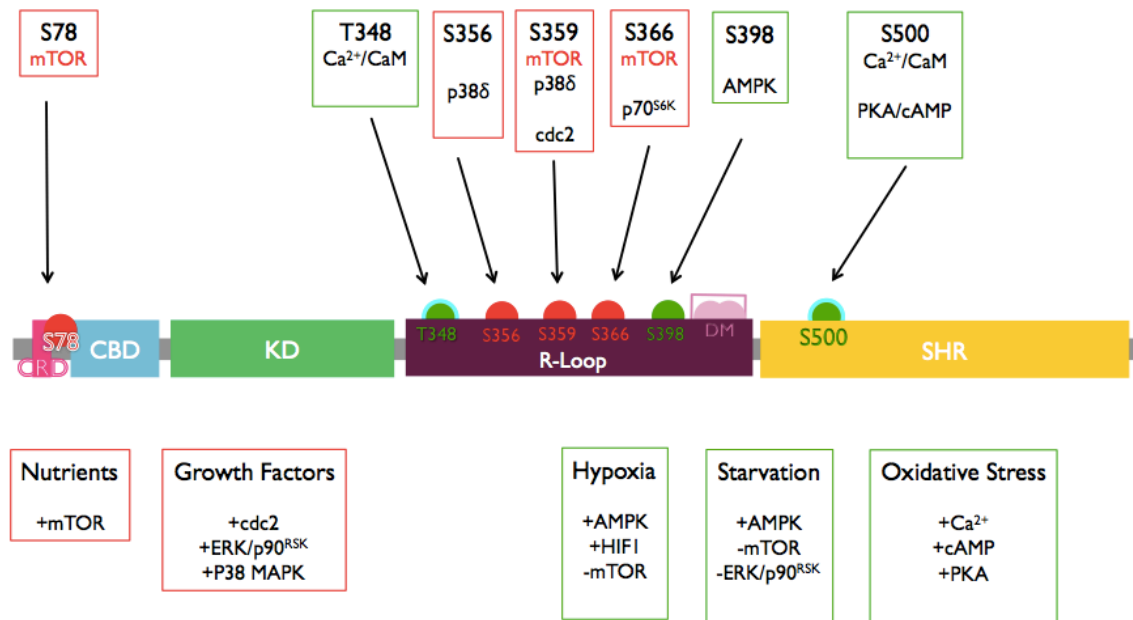 S78
mTOR
T348
Ca²⁺/CaM
S356
p38δ
S359
mTOR
p38δ
cdc2
S366
mTOR
p70ˢ⁶ᴷ
S398
AMPK
S500
Ca²⁺/CaM
PKA/cAMP
S78
CRD
CBD
KD
T348
S356
S359
S366
S398
DM
R-Loop
S500
SHR
Nutrients
+mTOR
Growth Factors
+cdc2
+ERK/p90ᴿˢᴷ
+P38 MAPK
Hypoxia
+AMPK
+HIF1
-mTOR
Starvation
+AMPK
-mTOR
-ERK/p90ᴿˢᴷ
Oxidative Stress
+Ca²⁺
+cAMP
+PKA